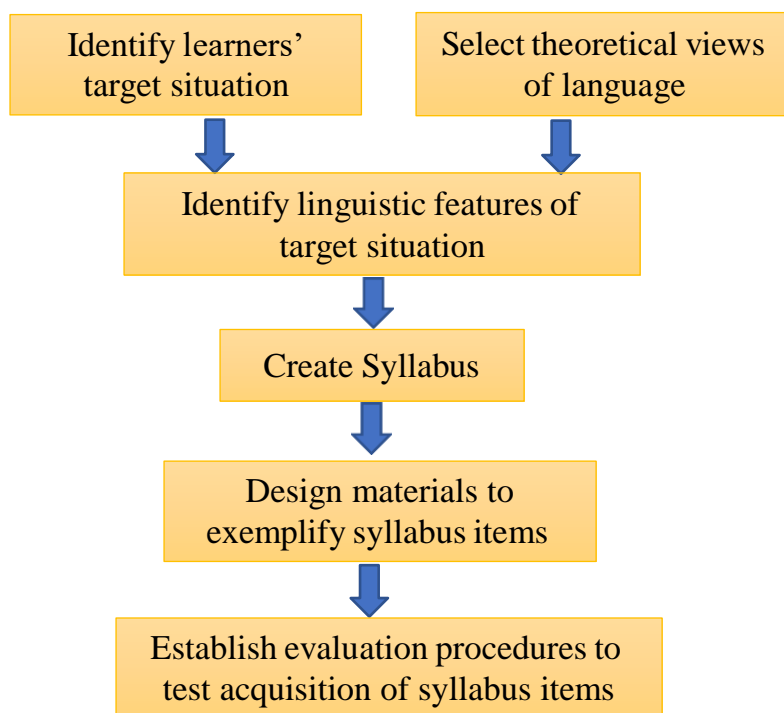 Identify learners’
target situation
Select theoretical views
of language
Identify linguistic features of
target situation
Create Syllabus
Design materials to
exemplify syllabus items
Establish evaluation procedures to
test acquisition of syllabus items